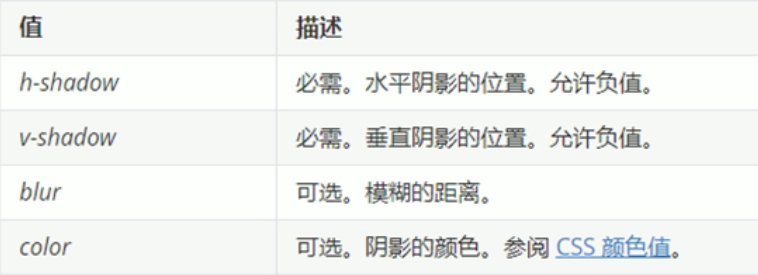 值 描述
h-shadow 必需。水平阴影的位置。允许负值。
v-shadow 必需。垂直阴影的位置。允许负值。
blur 可选。模糊的距离。
color 可选。阴影的颜色。参阅 CSS 颜色值。